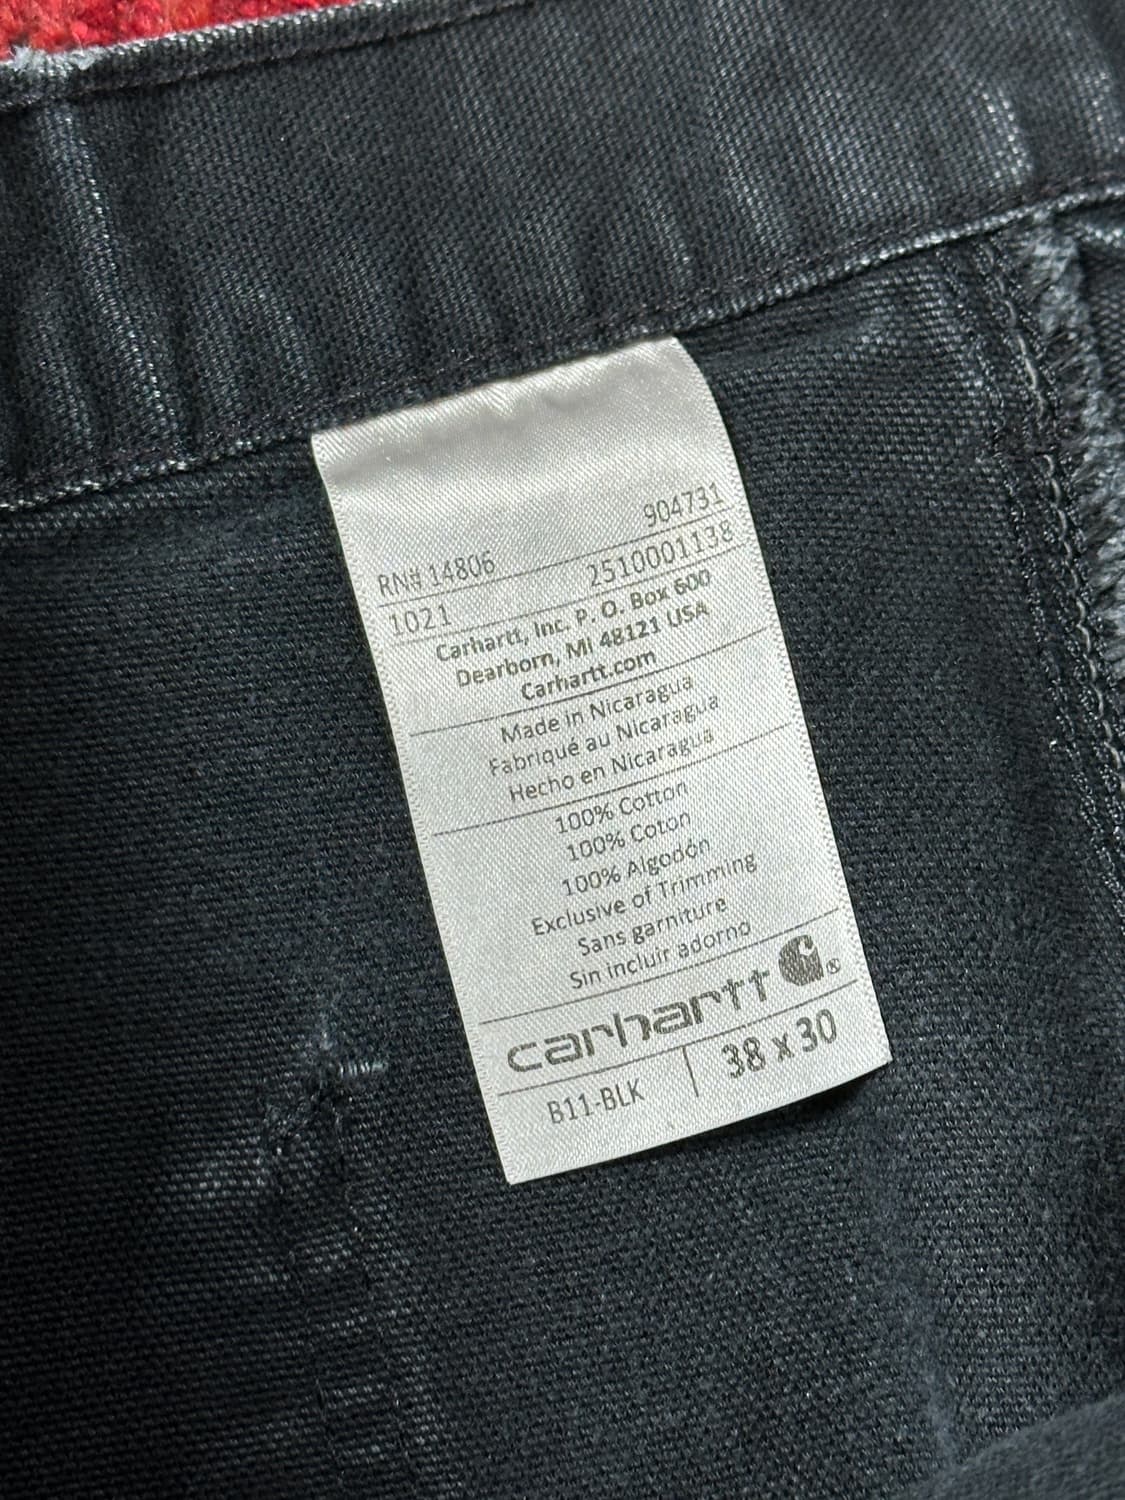 RN# 14806 904731
1021 2510001138
Carhartt, Inc. P. O. Box 600
Dearborn, MI 48121 USA
Carhartt.com
Made in Nicaragua
Fabriqué au Nicaragua
Hecho en Nicaragua
100% Cotton
100% Coton
100% Algodón
Exclusive of Trimming
Sans garniture
Sin incluir adorno
carhartt ®
B11-BLK | 38 x 30